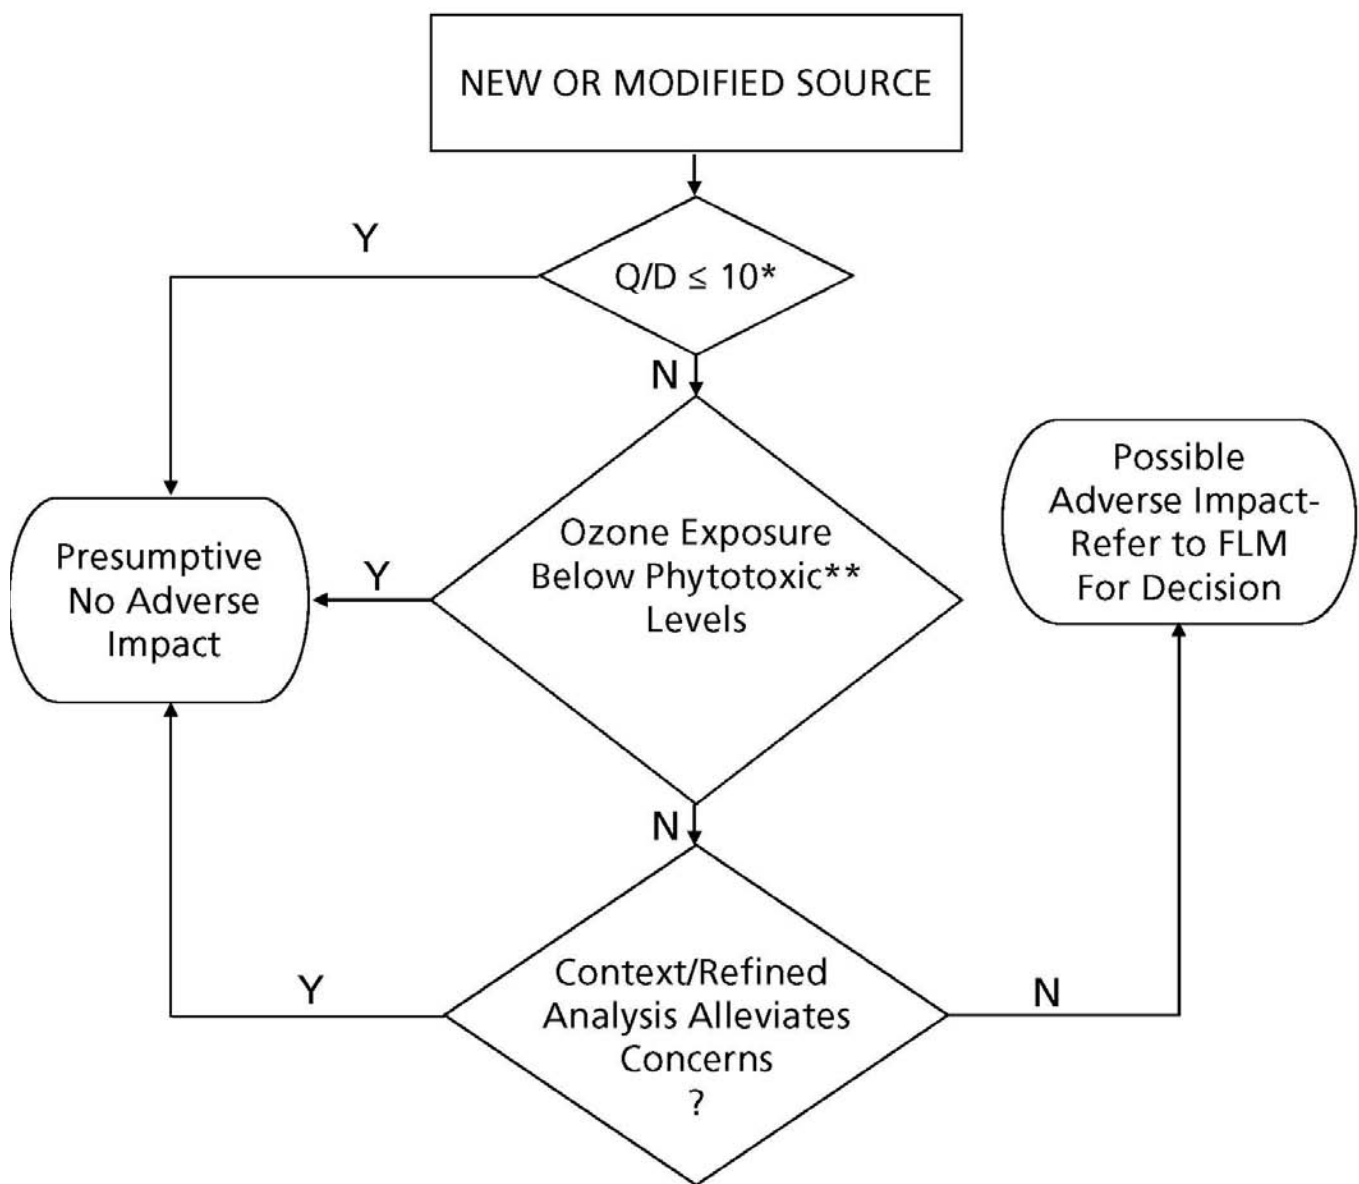 NEW OR MODIFIED SOURCE
Y
Q/D ≤ 10*
N
Possible
Adverse Impact-
Refer to FLM
For Decision
Presumptive
No Adverse
Impact
Y
Ozone Exposure
Below Phytotoxic**
Levels
N
Y
Context/Refined
Analysis Alleviates
Concerns
?
N